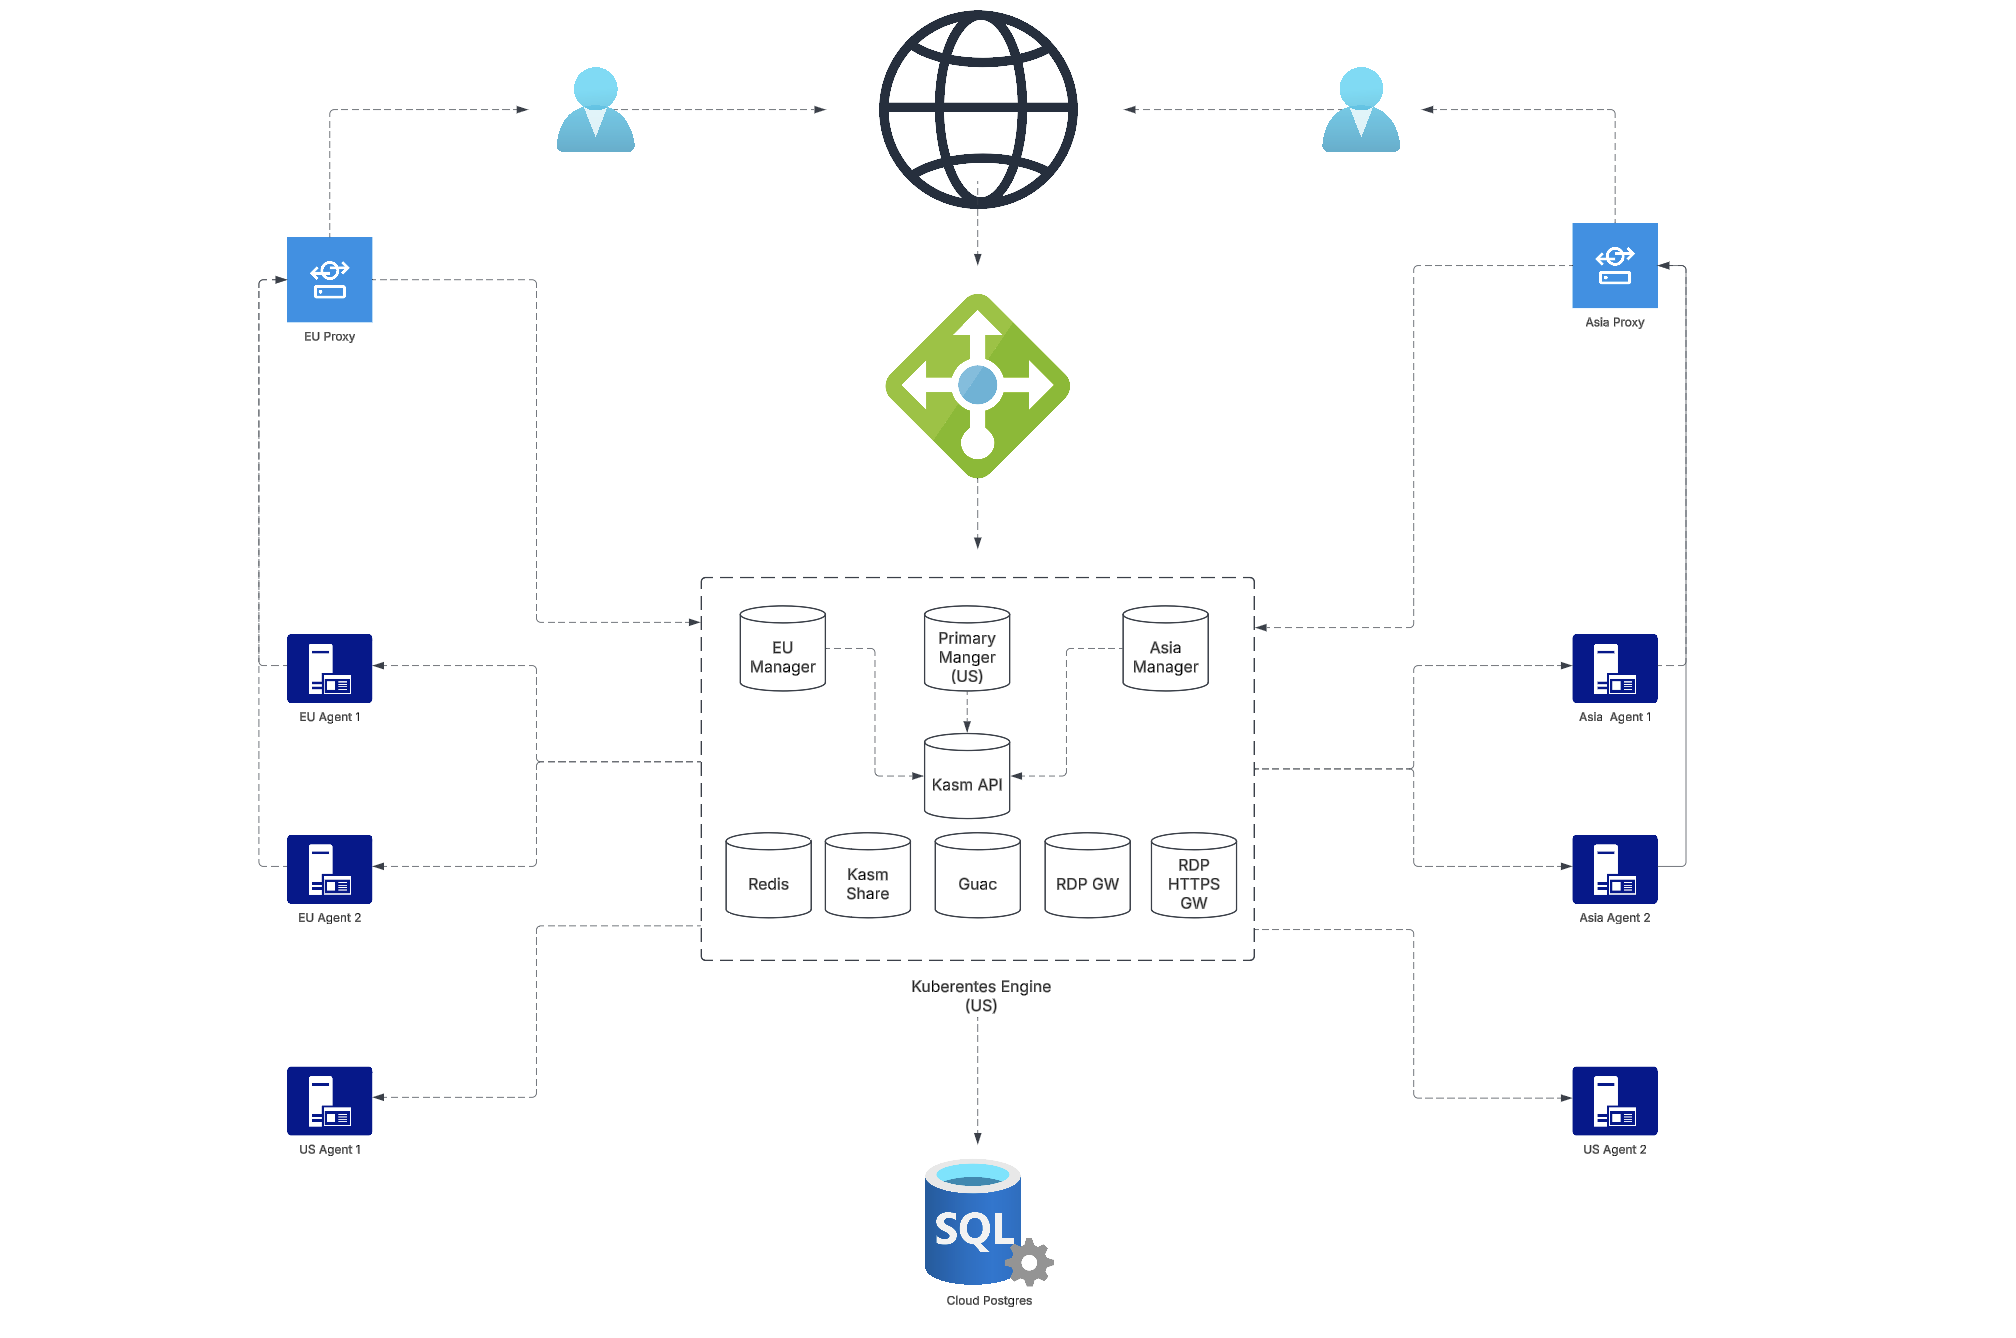 EU Proxy
Asia Proxy
EU
Manager
Primary
Manger
(US)
Asia
Manager
EU Agent 1
Asia  Agent 1
Kasm API
Redis
Kasm
Share
Guac
RDP GW
RDP
HTTPS
GW
EU Agent 2
Asia Agent 2
Kuberentes Engine
(US)
US Agent 1
US Agent 2
SQL
Cloud Postgres